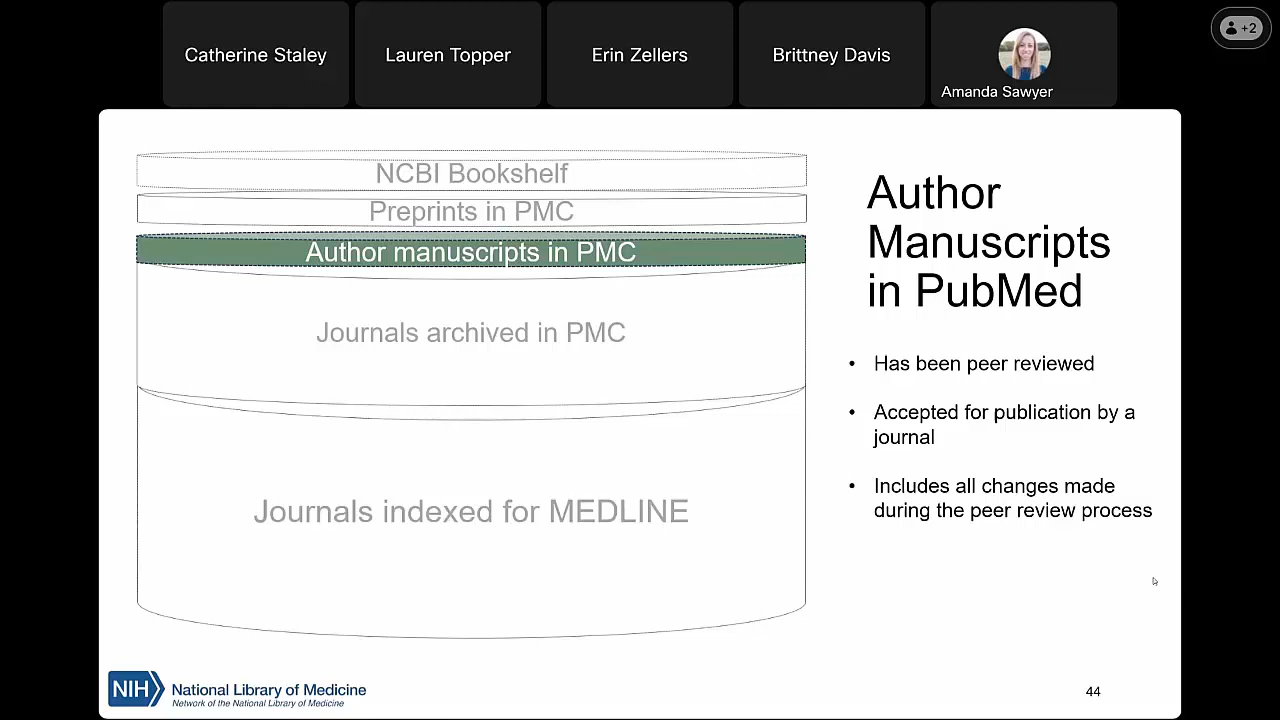 Catherine Staley
Lauren Topper
Erin Zellers
Brittney Davis
Amanda Sawyer
+2
NCBI Bookshelf
Preprints in PMC
Author manuscripts in PMC
Journals archived in PMC
Journals indexed for MEDLINE
Author
Manuscripts
in PubMed
• Has been peer reviewed
• Accepted for publication by a
journal
• Includes all changes made
during the peer review process
NIH
National Library of Medicine
Network of the National Library of Medicine
44